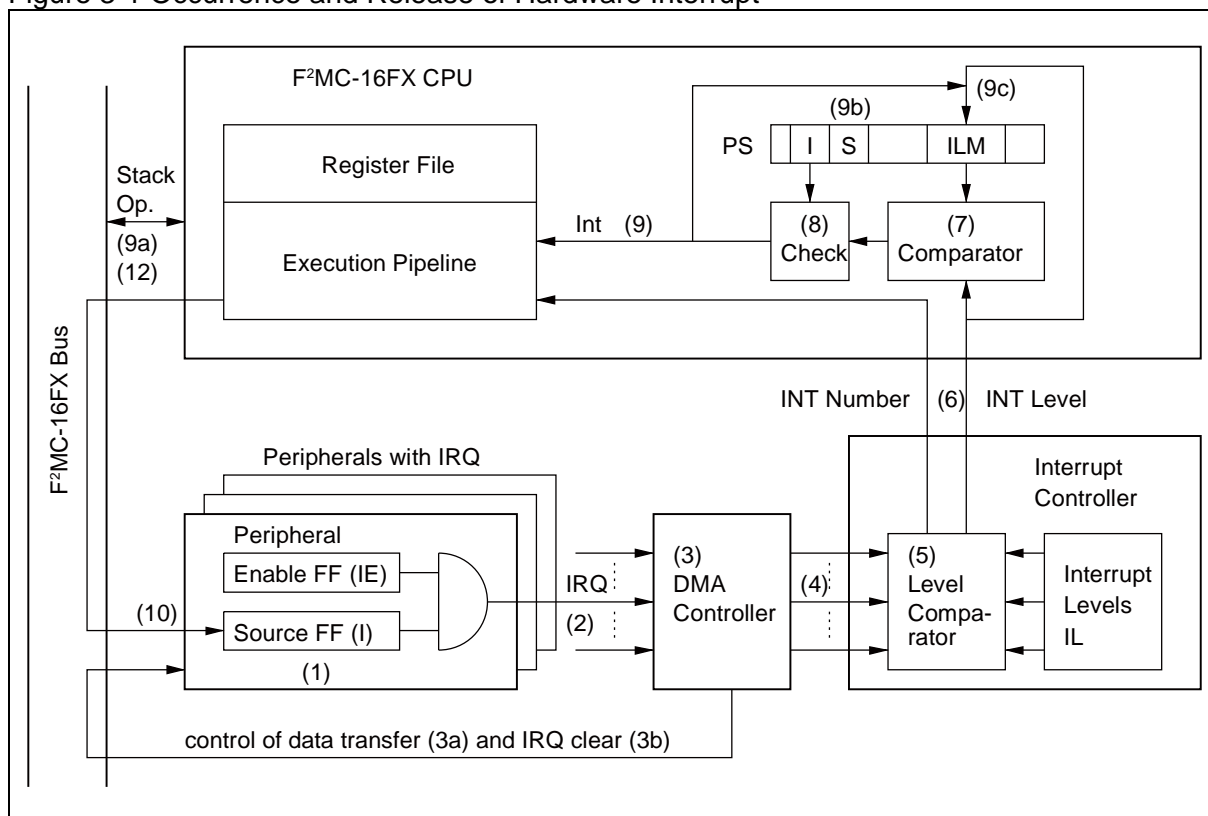 Figure 3-1 Occurrence and Release of Hardware Interrupt
F²MC-16FX CPU
(9c)
(9b)
PS
I
S
ILM
Register File
Stack
Op.
(9a)
(12)
Int (9)
(8)
Check
(7)
Comparator
Execution Pipeline
F²MC-16FX Bus
INT Number
(6)
INT Level
Peripherals with IRQ
Interrupt
Controller
Peripheral
Enable FF (IE)
Source FF (I)
(1)
(10)
IRQ
(2)
(3)
DMA
Controller
(4)
(5)
Level
Compa-
rator
Interrupt
Levels
IL
control of data transfer (3a) and IRQ clear (3b)